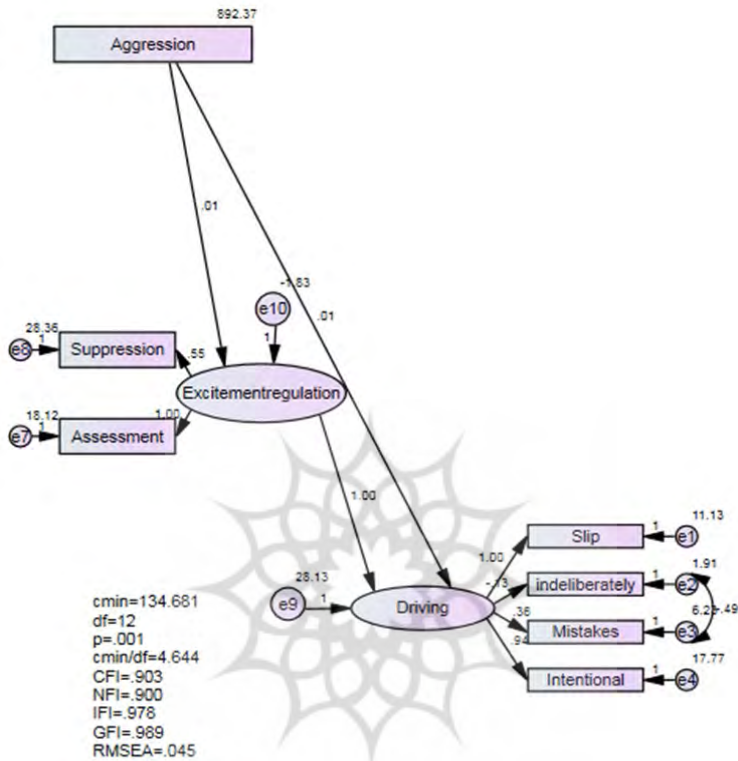 892.37
Aggression
.01
-1.83
.01
e10
1
28.36
e8
1
Suppression
.55
Excitementregulation
18.12
e7
1
Assessment
1.00
1.00
11.13
Slip
1
e1
1.00
1.91
-.13
indeliberately
1
e2
28.13
e9
1
Driving
.36
Mistakes
1
e3
-.49
.94
17.77
Intentional
1
e4
cmin=134.681
df=12
p=.001
cmin/df=4.644
CFI=.903
NFI=.900
IFI=.978
GFI=.989
RMSEA=.045